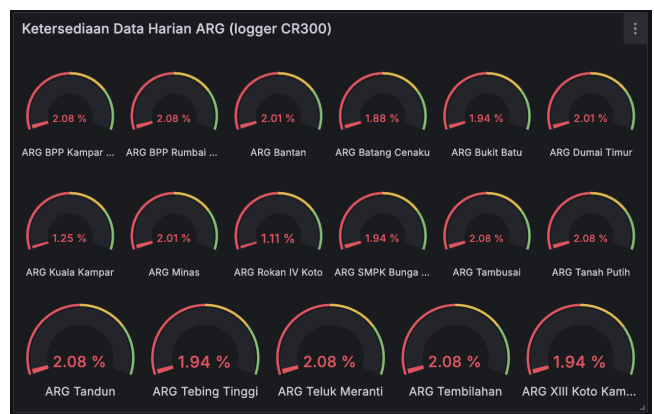 Ketersediaan Data Harian ARG (logger CR300)
2.08 % 2.08 % 2.01 % 1.88 % 1.94 % 2.01 %
ARG BPP Kampar ... ARG BPP Rumbai ... ARG Bantan ARG Batang Cenaku ARG Bukit Batu ARG Dumai Timur
1.25 % 2.01 % 1.11 % 1.94 % 2.08 % 2.08 %
ARG Kuala Kampar ARG Minas ARG Rokan IV Koto ARG SMPK Bunga ... ARG Tambusai ARG Tanah Putih
2.08 % 1.94 % 2.08 % 2.08 % 1.94 %
ARG Tandun ARG Tebing Tinggi ARG Teluk Meranti ARG Tembilahan ARG XIII Koto Kam...